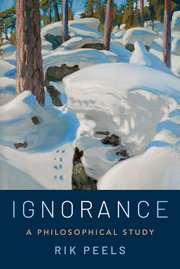 IGNORANCE
A PHILOSOPHICAL STUDY
RIK PEELS